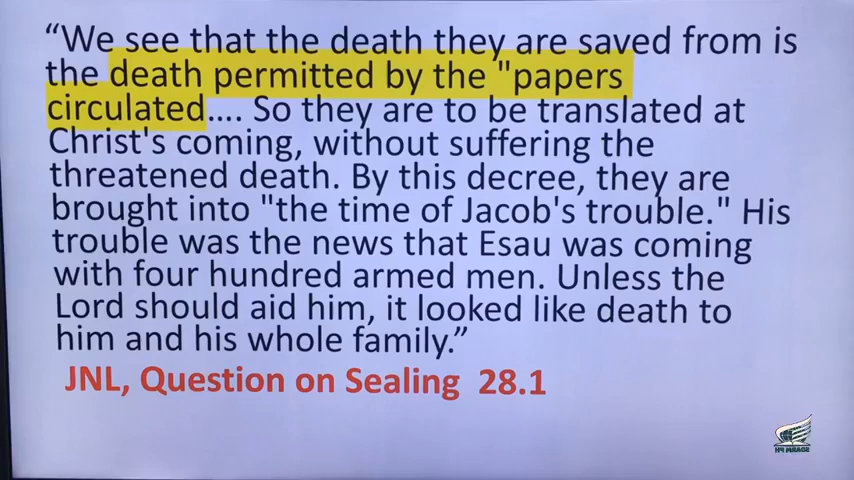 “We see that the death they are saved from is
the death permitted by the "papers
circulated.... So they are to be translated at
Christ's coming, without suffering the
threatened death. By this decree, they are
brought into "the time of Jacob's trouble." His
trouble was the news that Esau was coming
with four hundred armed men. Unless the
Lord should aid him, it looked like death to
him and his whole family.”
JNL, Question on Sealing 28.1